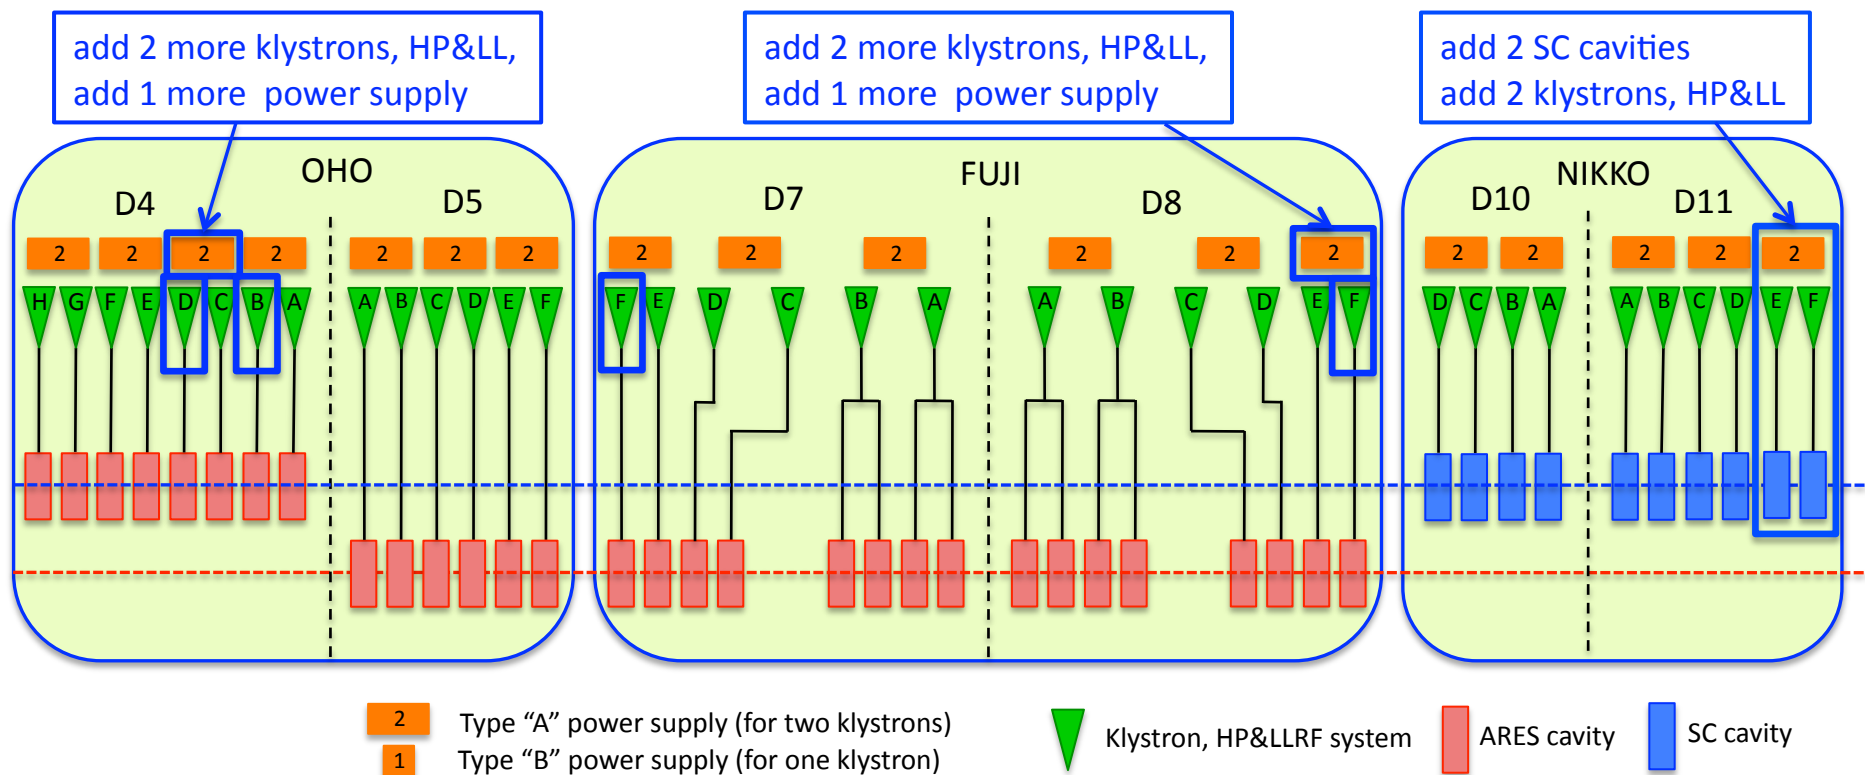 add 2 more klystrons, HP&LL,
add 1 more power supply
add 2 more klystrons, HP&LL,
add 1 more power supply
add 2 SC cavities
add 2 klystrons, HP&LL
OHO
FUJI
NIKKO
D4
D5
D7
D8
D10
D11
2 2 2 2 2 2 2 2 2 2 2 2 2 2 2 2 2 2
H G F E D C B A A B C D E F F E D C B A A B C D E F D C B A A B C D E F
2 Type “A” power supply (for two klystrons)
1 Type “B” power supply (for one klystron)
Klystron, HP&LLRF system
ARES cavity
SC cavity